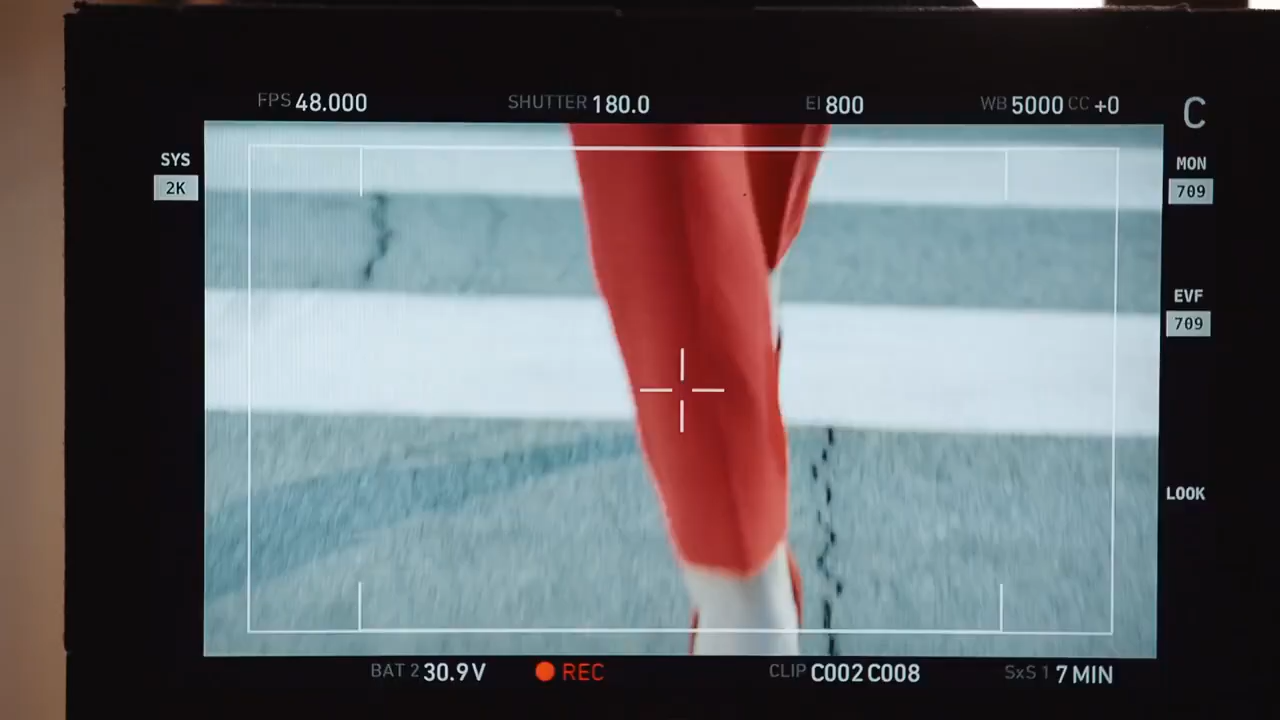 FPS 48.000 SHUTTER 180.0 EI 800 WB 5000 CC +0
C
SYS
2K
MON
709
EVF
709
LOOK
BAT 2 30.9 V REC CLIP C002 C008 SxS 1 7 MIN